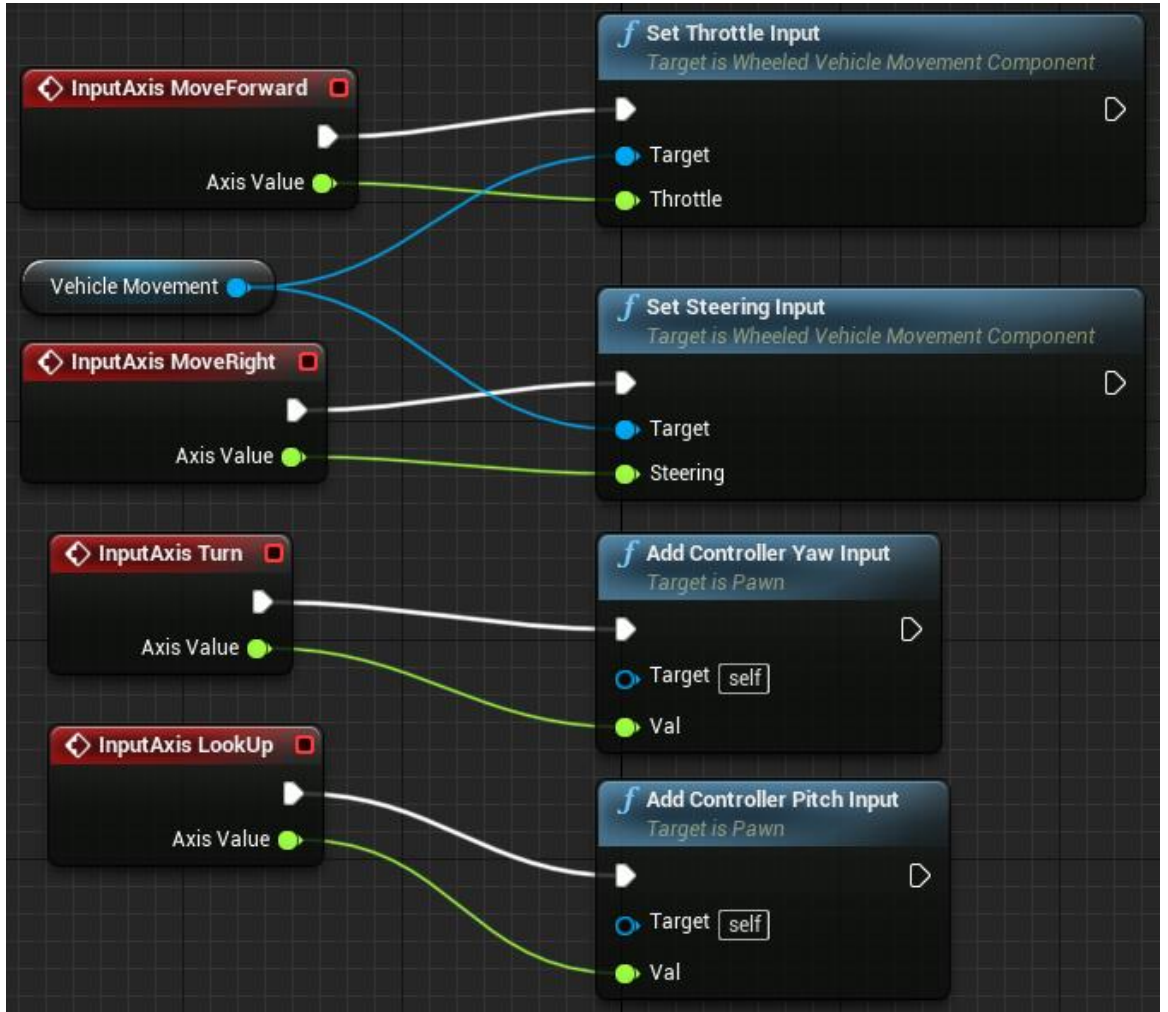 InputAxis MoveForward
Axis Value
Set Throttle Input
Target is Wheeled Vehicle Movement Component
Target
Throttle
Vehicle Movement
InputAxis MoveRight
Axis Value
Set Steering Input
Target is Wheeled Vehicle Movement Component
Target
Steering
InputAxis Turn
Axis Value
Add Controller Yaw Input
Target is Pawn
Target self
Val
InputAxis LookUp
Axis Value
Add Controller Pitch Input
Target is Pawn
Target self
Val